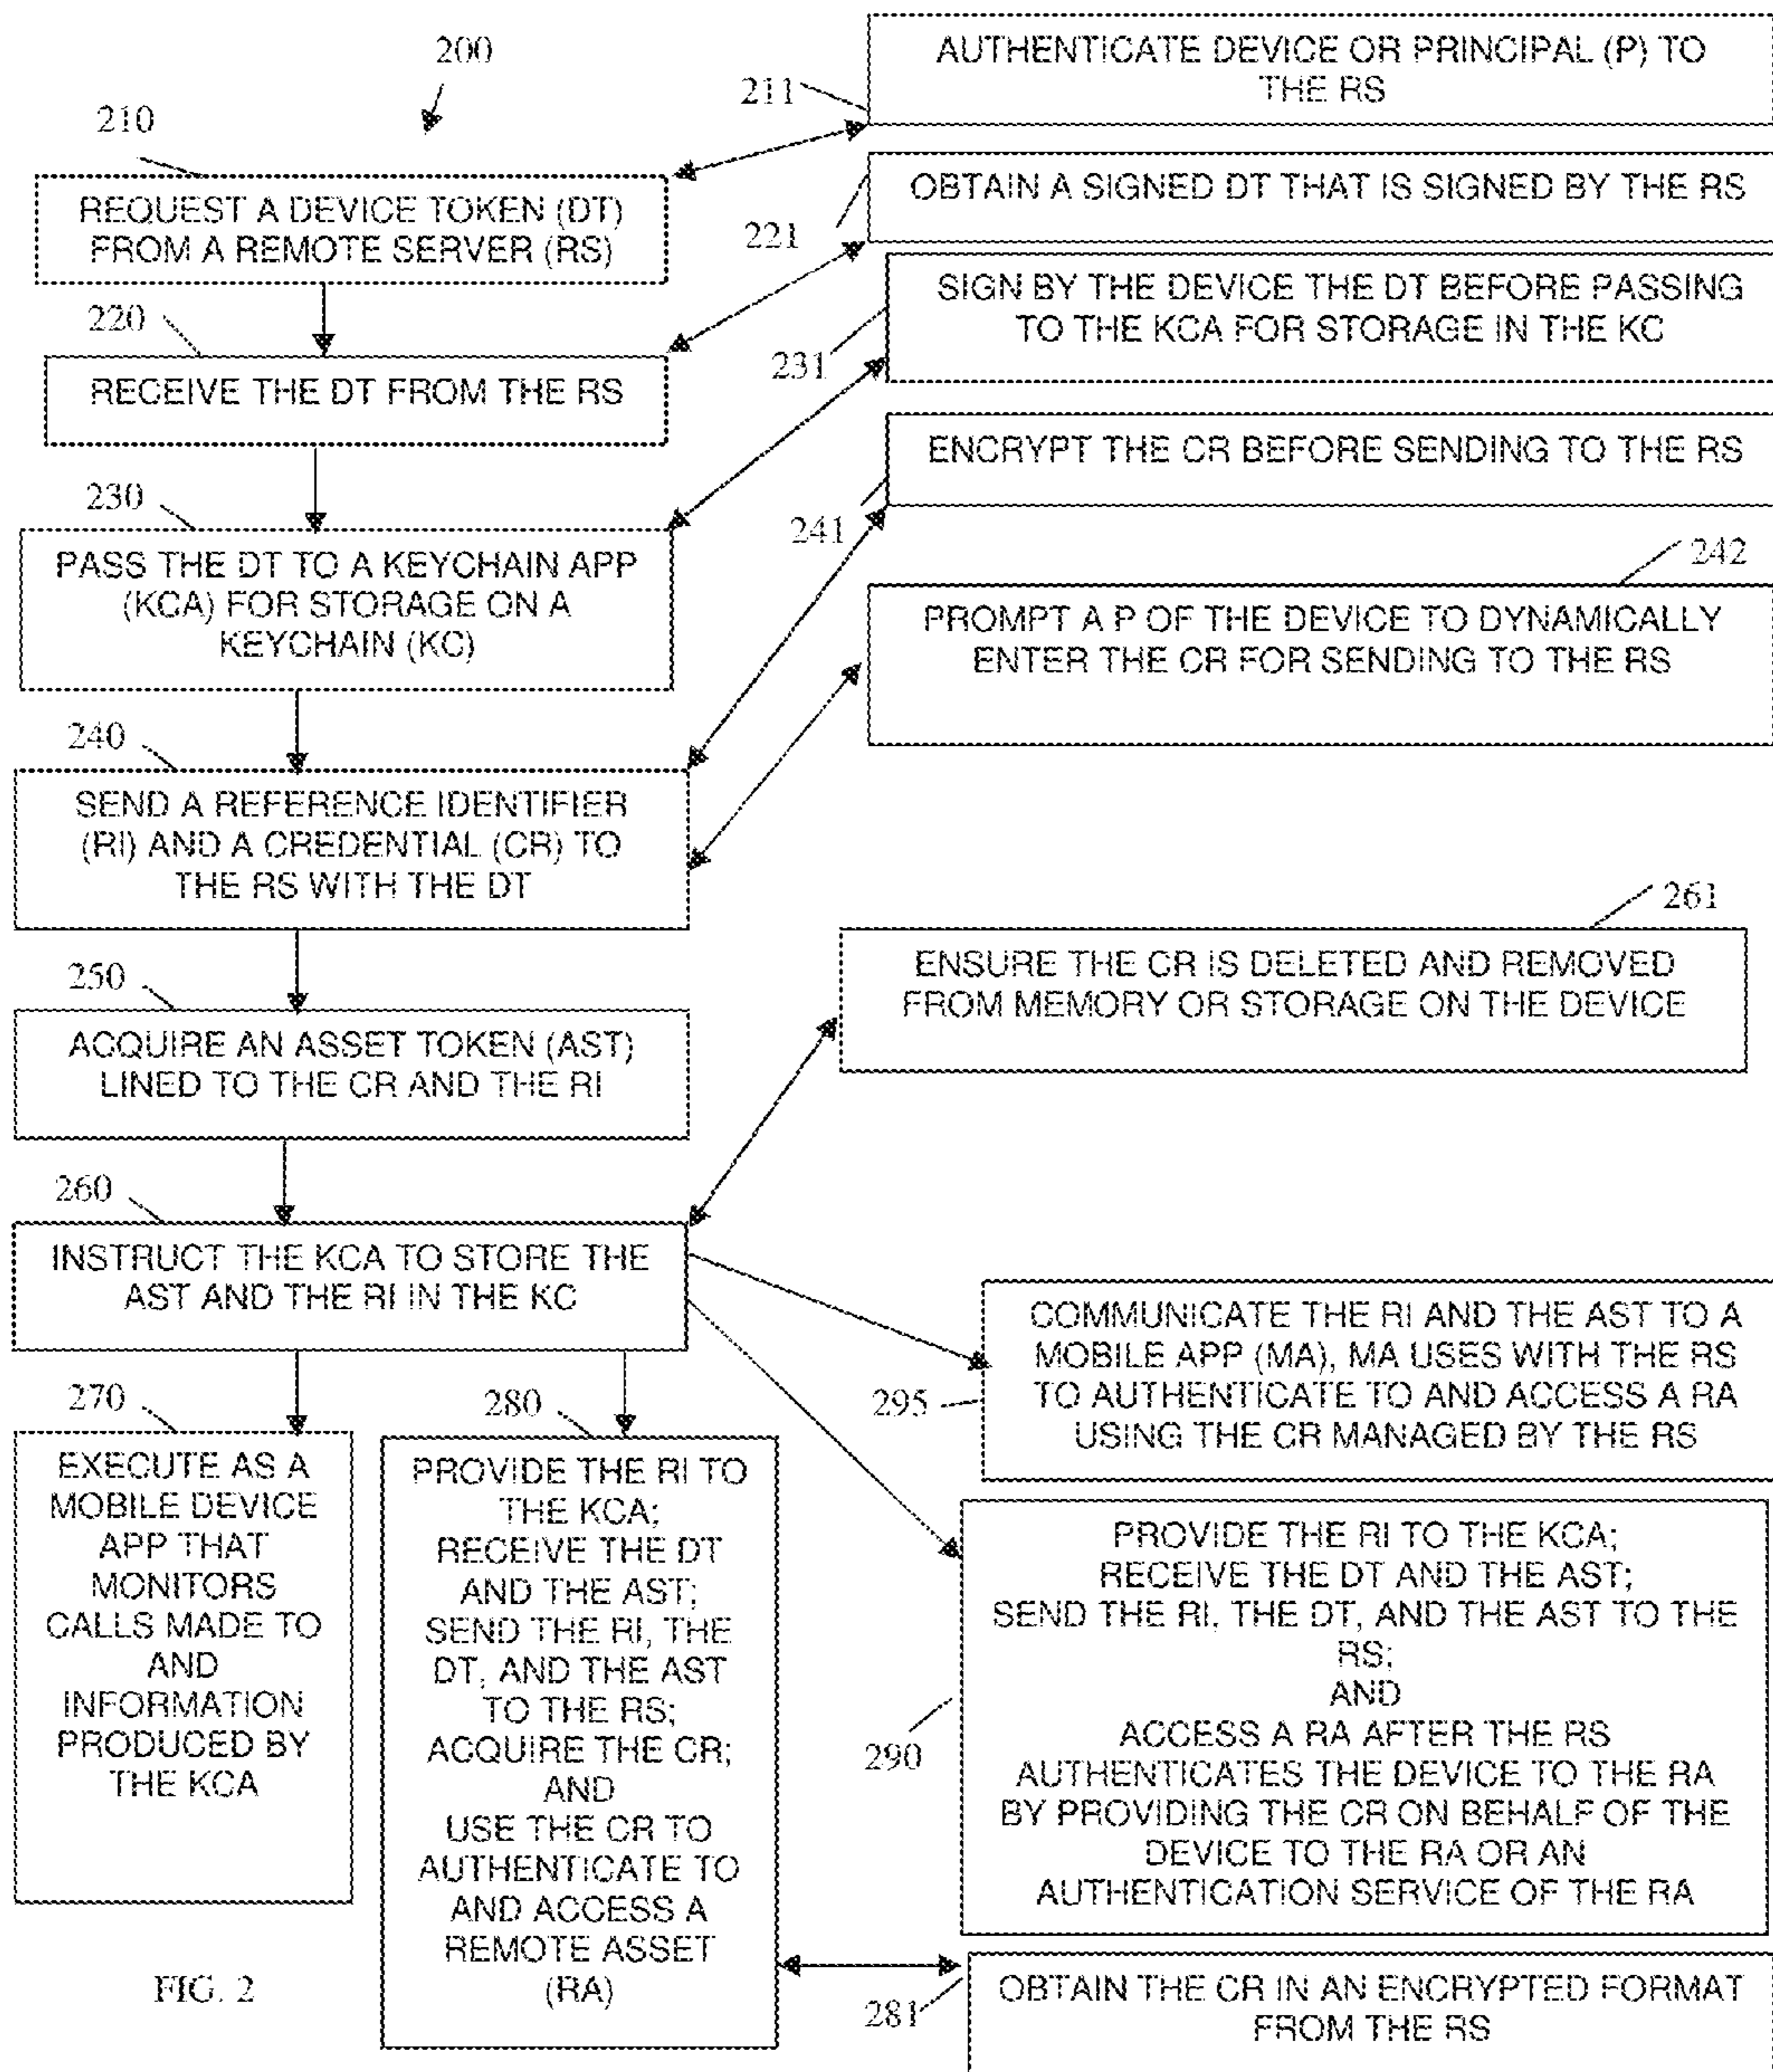 200
AUTHENTICATE DEVICE OR PRINCIPAL (P) TO
THE RS
211
210
REQUEST A DEVICE TOKEN (DT)
FROM A REMOTE SERVER (RS)
OBTAIN A SIGNED DT THAT IS SIGNED BY THE RS
221
220
RECEIVE THE DT FROM THE RS
SIGN BY THE DEVICE THE DT BEFORE PASSING
TO THE KCA FOR STORAGE IN THE KC
231
230
PASS THE DT TO A KEYCHAIN APP
(KCA) FOR STORAGE ON A
KEYCHAIN (KC)
ENCRYPT THE CR BEFORE SENDING TO THE RS
241
242
PROMPT A P OF THE DEVICE TO DYNAMICALLY
ENTER THE CR FOR SENDING TO THE RS
240
SEND A REFERENCE IDENTIFIER
(RI) AND A CREDENTIAL (CR) TO
THE RS WITH THE DT
250
ACQUIRE AN ASSET TOKEN (AST)
LINED TO THE CR AND THE RI
261
ENSURE THE CR IS DELETED AND REMOVED
FROM MEMORY OR STORAGE ON THE DEVICE
260
INSTRUCT THE KCA TO STORE THE
AST AND THE RI IN THE KC
270
EXECUTE AS A
MOBILE DEVICE
APP THAT
MONITORS
CALLS MADE TO
AND
INFORMATION
PRODUCED BY
THE KCA
280
PROVIDE THE RI TO
THE KCA;
RECEIVE THE DT
AND THE AST;
SEND THE RI, THE
DT, AND THE AST
TO THE RS;
ACQUIRE THE CR;
AND
USE THE CR TO
AUTHENTICATE TO
AND ACCESS A
REMOTE ASSET
(RA)
295
COMMUNICATE THE RI AND THE AST TO A
MOBILE APP (MA), MA USES WITH THE RS
TO AUTHENTICATE TO AND ACCESS A RA
USING THE CR MANAGED BY THE RS
290
PROVIDE THE RI TO THE KCA;
RECEIVE THE DT AND THE AST;
SEND THE RI, THE DT, AND THE AST TO THE
RS;
AND
ACCESS A RA AFTER THE RS
AUTHENTICATES THE DEVICE TO THE RA
BY PROVIDING THE CR ON BEHALF OF THE
DEVICE TO THE RA OR AN
AUTHENTICATION SERVICE OF THE RA
281
OBTAIN THE CR IN AN ENCRYPTED FORMAT
FROM THE RS
FIG. 2